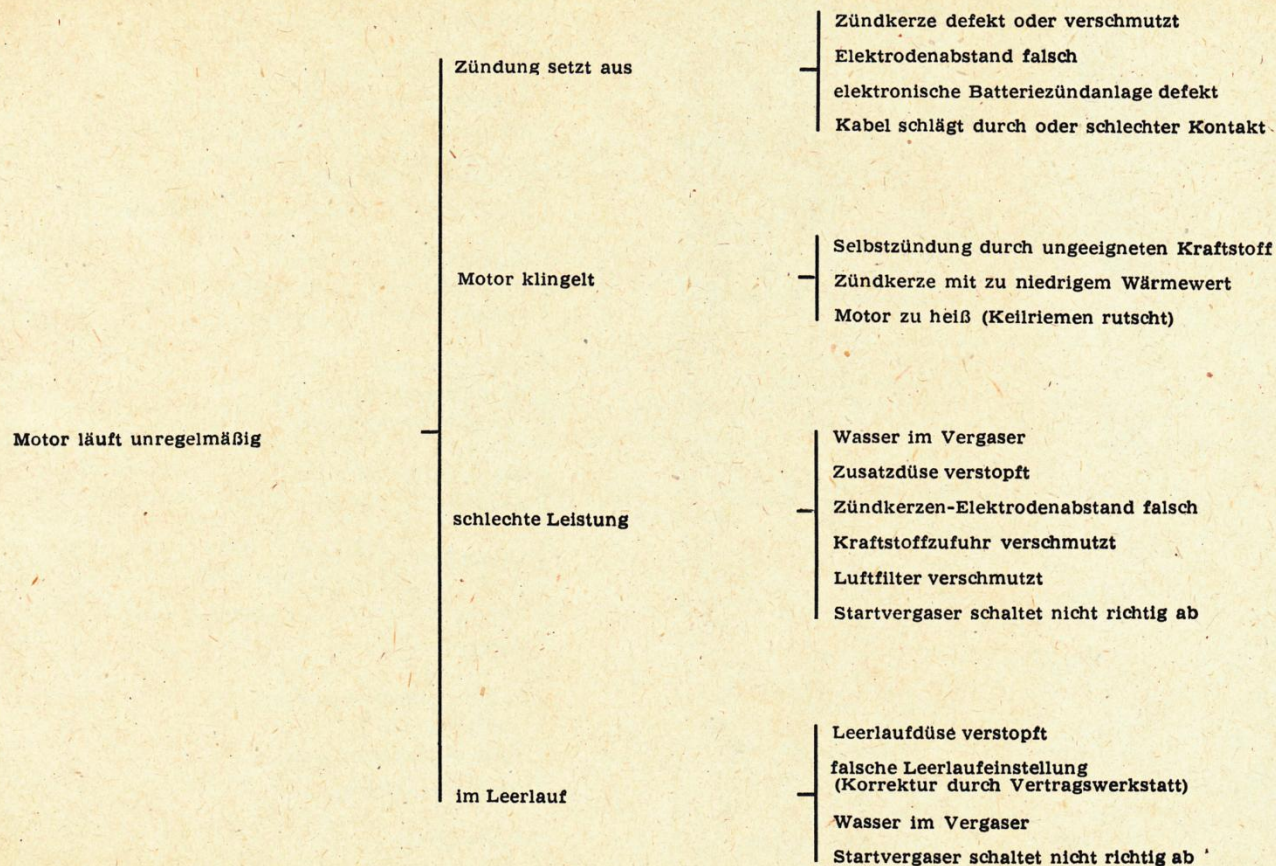 Motor läuft unregelmäßig
Zündung setzt aus
Zündkerze defekt oder verschmutzt
Elektrodenabstand falsch
elektronische Batteriezündanlage defekt
Kabel schlägt durch oder schlechter Kontakt
Motor klingelt
Selbstzündung durch ungeeigneten Kraftstoff
Zündkerze mit zu niedrigem Wärmewert
Motor zu heiß (Keilriemen rutscht)
schlechte Leistung
Wasser im Vergaser
Zusatzdüse verstopft
Zündkerzen-Elektrodenabstand falsch
Kraftstoffzufuhr verschmutzt
Luftfilter verschmutzt
Startvergaser schaltet nicht richtig ab
im Leerlauf
Leerlaufdüse verstopft
falsche Leerlaufeinstellung
(Korrektur durch Vertragswerkstatt)
Wasser im Vergaser
Startvergaser schaltet nicht richtig ab